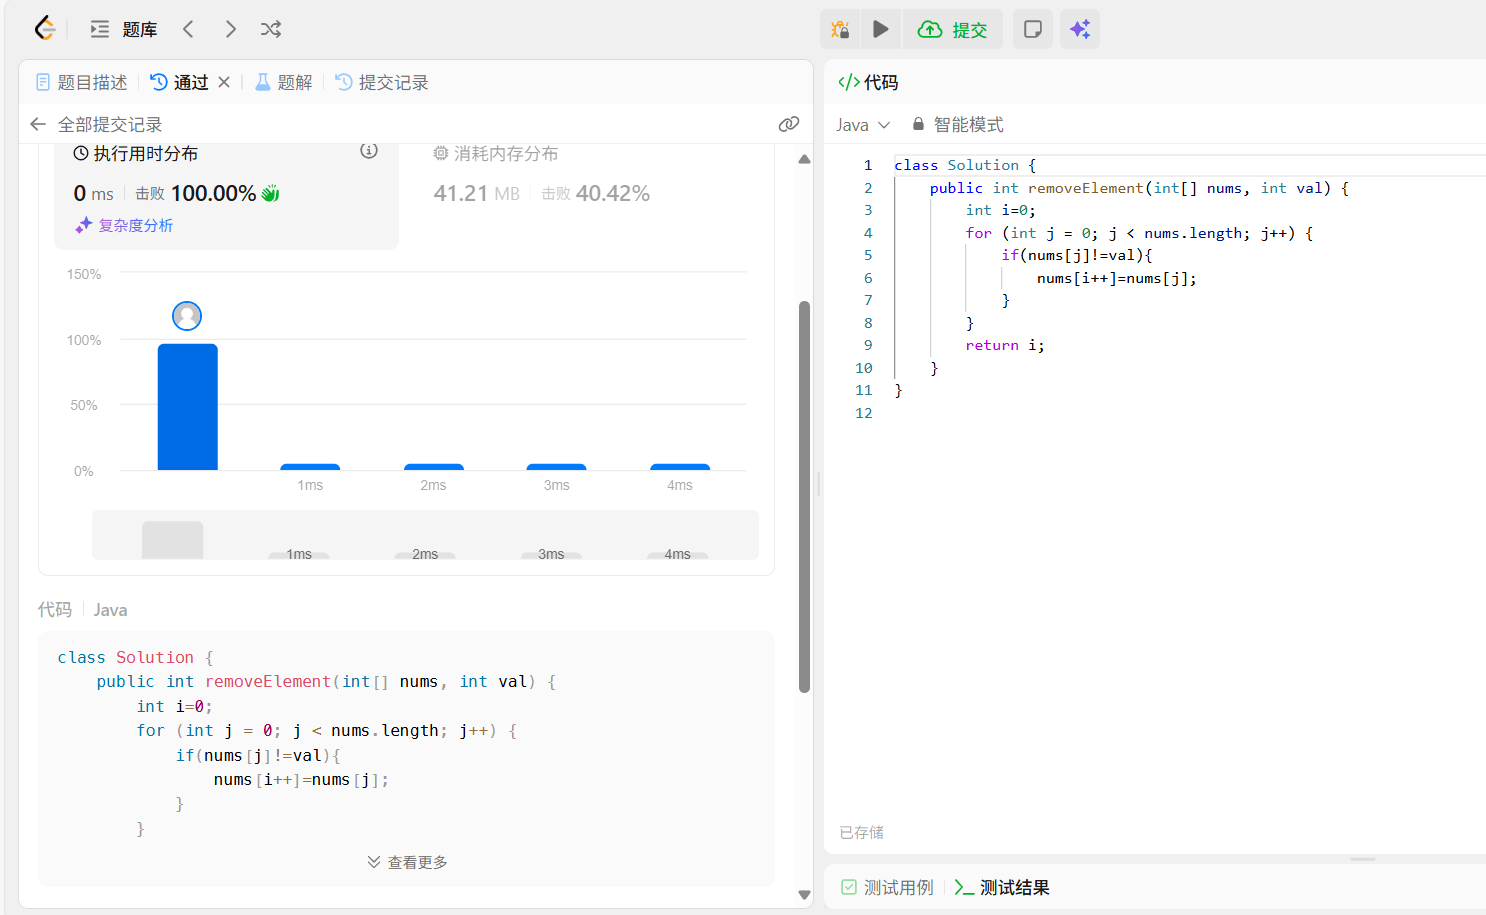 题库
提交
题目描述
通过
题解
提交记录
全部提交记录
执行用时分布
0 ms 击败 100.00%
复杂度分析
消耗内存分布
41.21 MB 击败 40.42%
150%
100%
50%
0%
1ms 2ms 3ms 4ms
1ms 2ms 3ms 4ms
代码 Java
class Solution {
    public int removeElement(int[] nums, int val) {
        int i=0;
        for (int j = 0; j < nums.length; j++) {
            if(nums[j]!=val){
                nums[i++]=nums[j];
            }
        }
查看更多
</> 代码
Java 智能模式
1 class Solution {
2     public int removeElement(int[] nums, int val) {
3         int i=0;
4         for (int j = 0; j < nums.length; j++) {
5             if(nums[j]!=val){
6                 nums[i++]=nums[j];
7             }
8         }
9         return i;
10     }
11 }
12
已存储
测试用例
测试结果